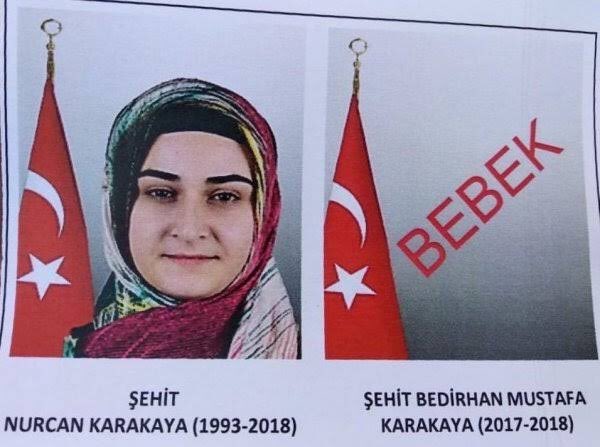 BEBEK
ŞEHİT
NURCAN KARAKAYA (1993-2018)
ŞEHİT BEDİRHAN MUSTAFA
KARAKAYA (2017-2018)